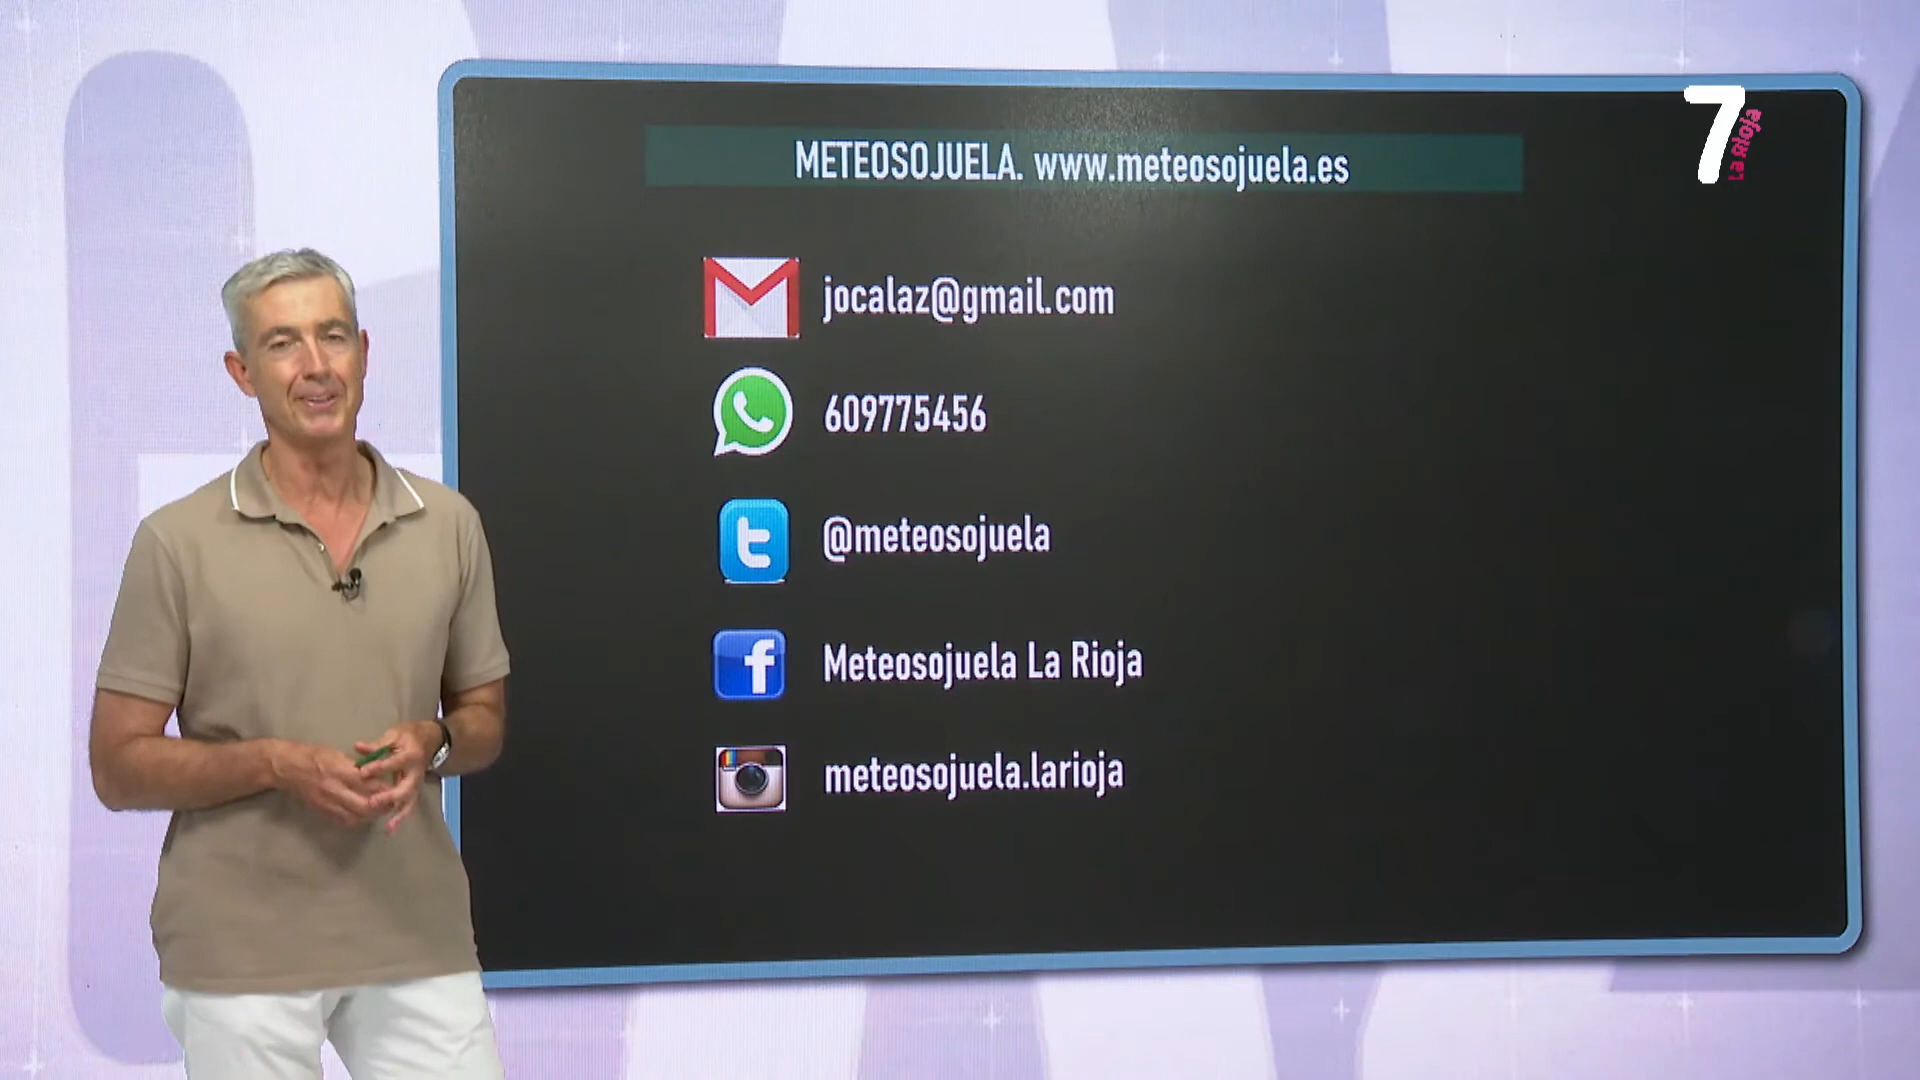 METEOSOJUELA. www.meteosojuela.es
7
La Rioja
jocalaz@gmail.com
609775456
@meteosojuela
Meteosojuela La Rioja
meteosojuela.larioja